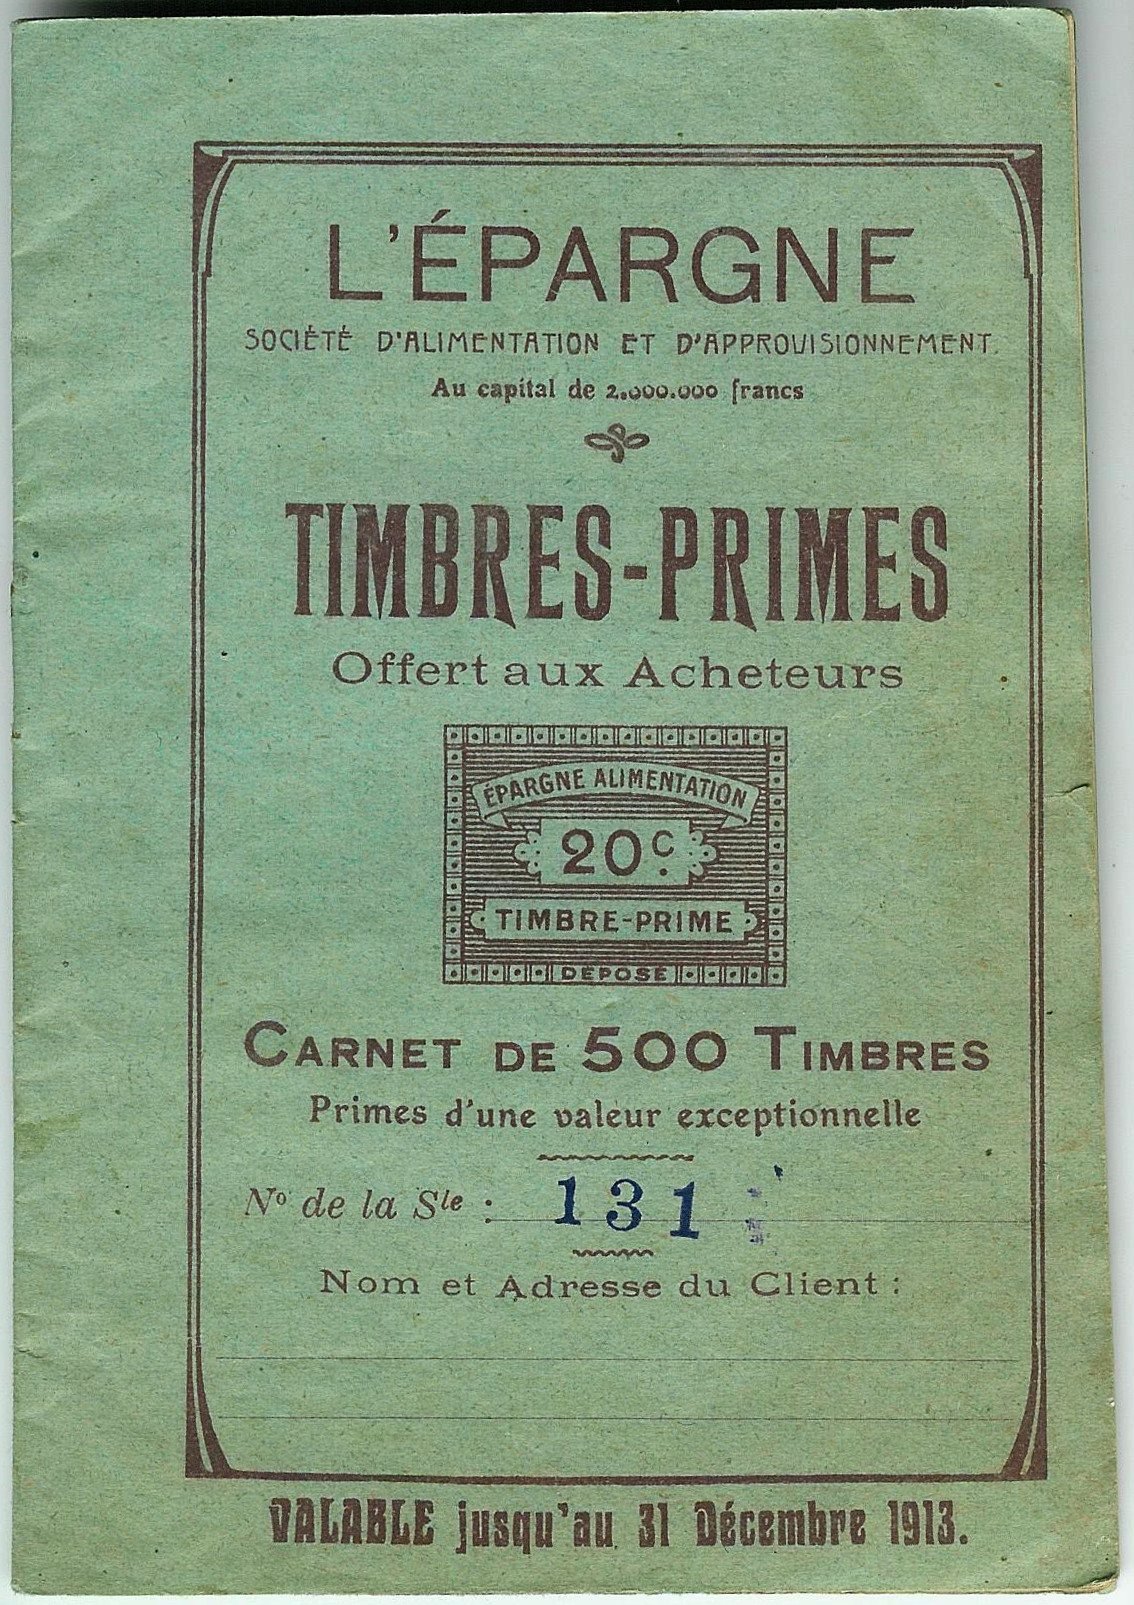 L'ÉPARGNE
SOCIÉTÉ D'ALIMENTATION ET D'APPROVISIONNEMENT.
Au capital de 2.000.000 francs
TIMBRES-PRIMES
Offert aux Acheteurs
ÉPARGNE ALIMENTATION
20c.
TIMBRE-PRIME
DÉPOSÉ
CARNET DE 500 TIMBRES
Primes d'une valeur exceptionnelle
No de la Sle : 131
Nom et Adresse du Client :
VALABLE jusqu'au 31 Décembre 1913.